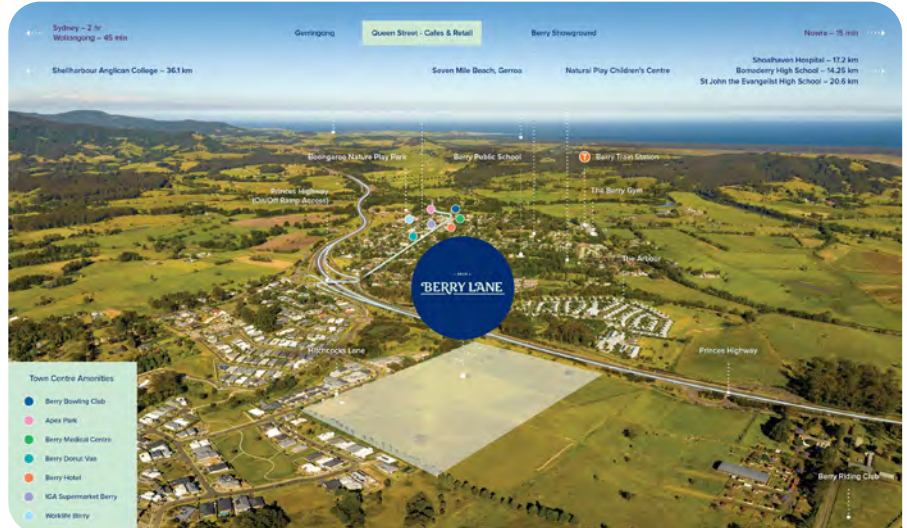 Sydney – 2 hr
Wollongong – 45 min
Gerringong
Queen Street - Cafes & Retail
Berry Showground
Nowra – 15 min
Shellharbour Anglican College – 36.1 km
Seven Mile Beach, Gerroa
Natural Play Children's Centre
Shoalhaven Hospital – 17.2 km
Bomaderry High School – 14.25 km
St John the Evangelist High School – 20.6 km
Boongaree Nature Play Park
Berry Public School
T Berry Train Station
Princes Highway
(On/Off Ramp Access)
The Berry Gym
The Arbour
BERRY LANE
Hitchcocks Lane
Princes Highway
Town Centre Amenities
Berry Bowling Club
Apex Park
Berry Medical Centre
Berry Donut Van
Berry Hotel
IGA Supermarket Berry
Worklife Berry
Berry Riding Club